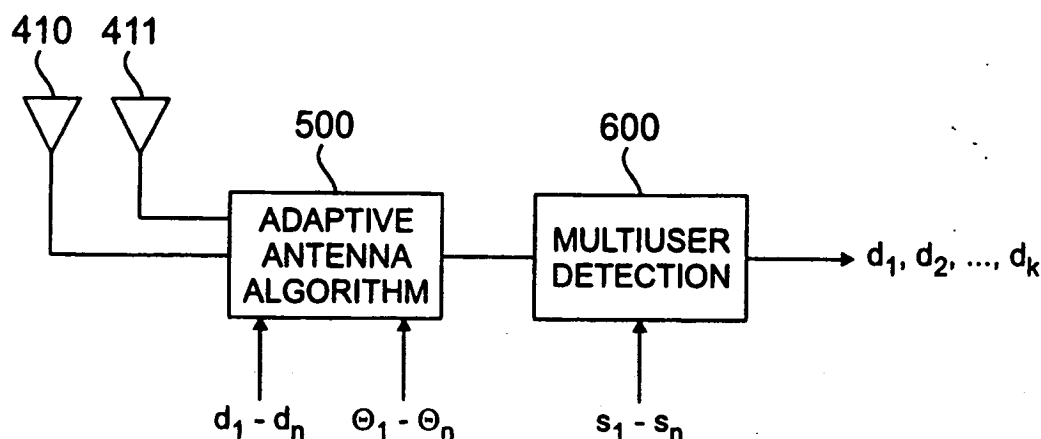 410
411
500
600
ADAPTIVE
ANTENNA
ALGORITHM
MULTIUSER
DETECTION
d₁, d₂, ..., dₖ
d₁ - dₙ
Θ₁ - Θₙ
s₁ - sₙ